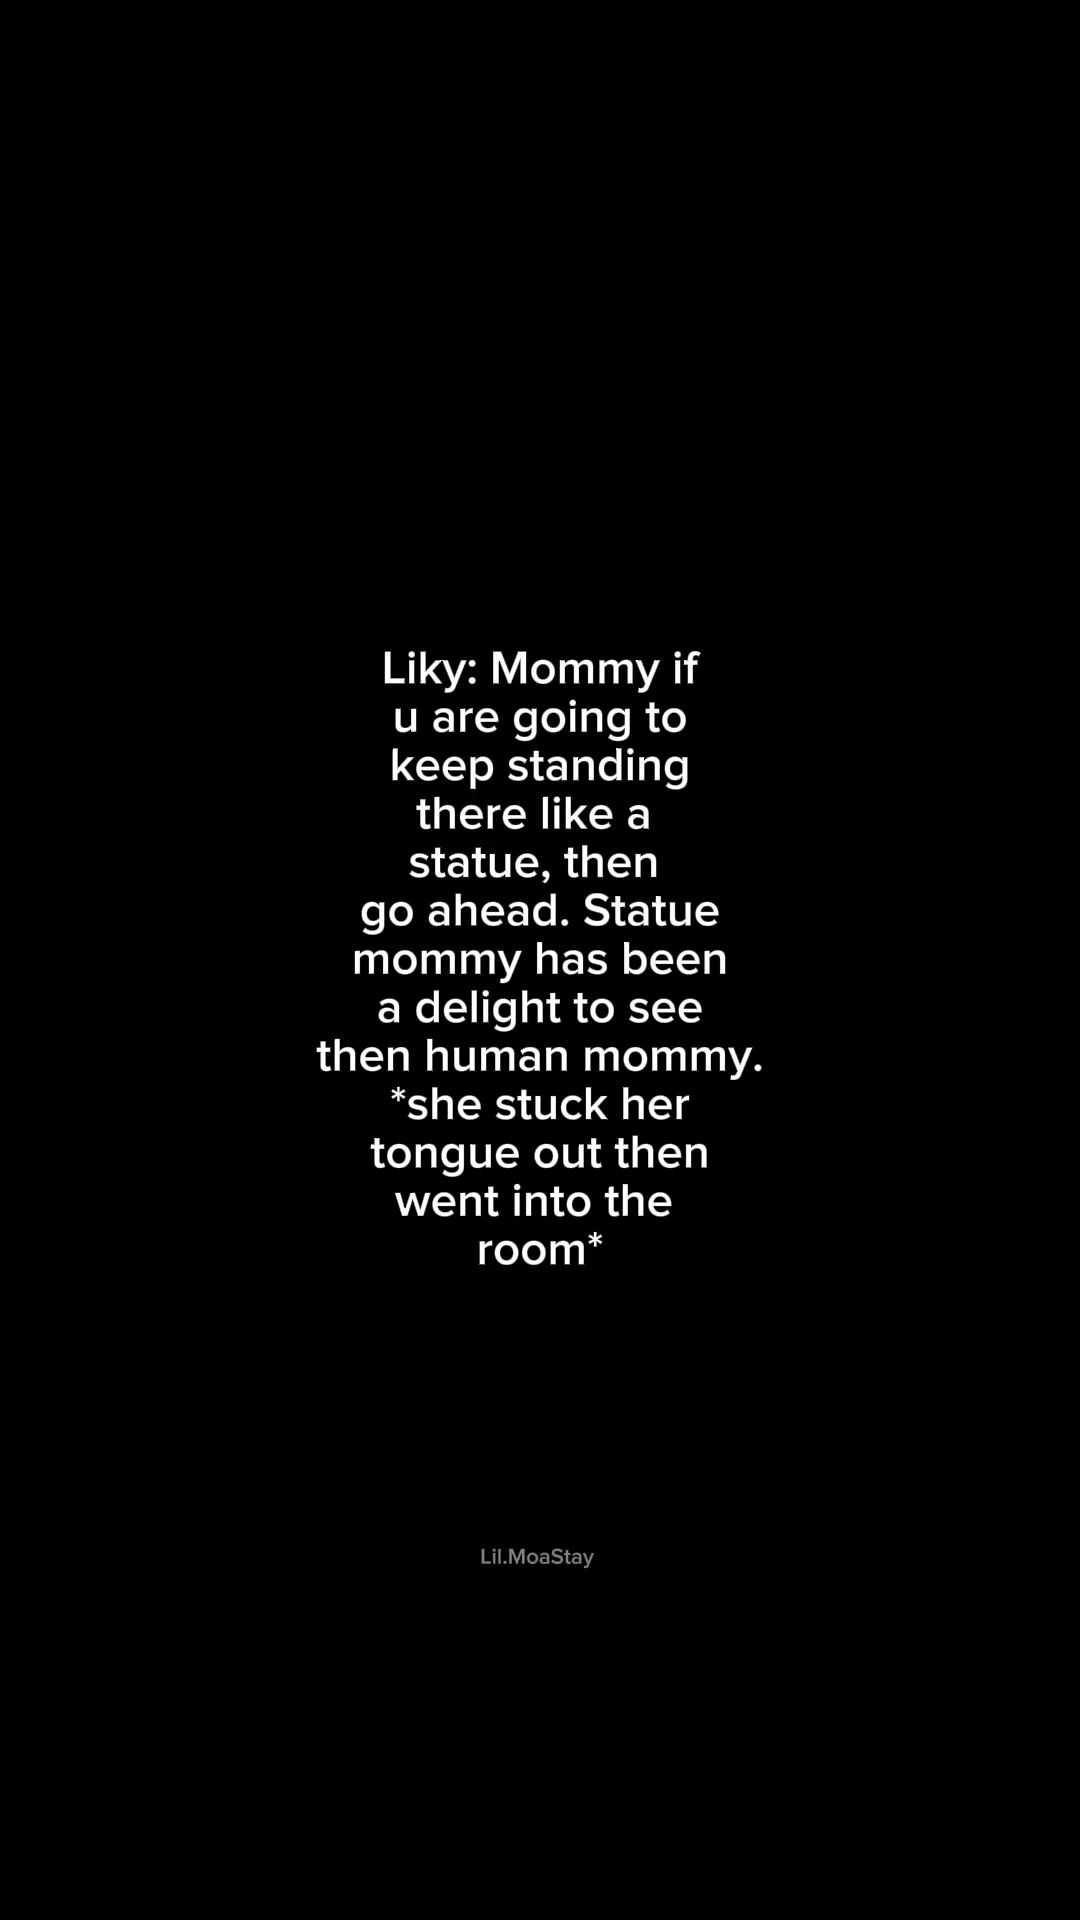 Liky: Mommy if
u are going to
keep standing
there like a
statue, then
go ahead. Statue
mommy has been
a delight to see
then human mommy.
*she stuck her
tongue out then
went into the
room*
Lil.MoaStay